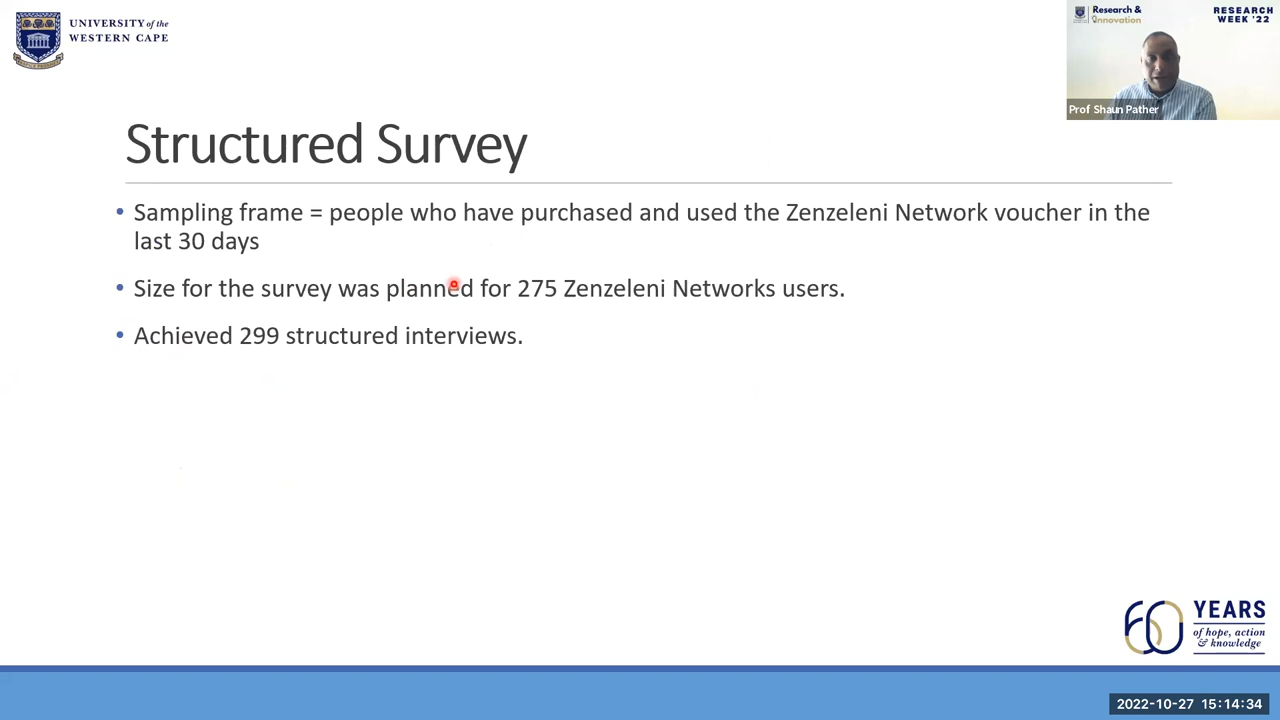 UNIVERSITY of the
WESTERN CAPE
Research &
Innovation
RESEARCH
WEEK '22
Prof Shaun Pather
Structured Survey
• Sampling frame = people who have purchased and used the Zenzeleni Network voucher in the
last 30 days
• Size for the survey was planned for 275 Zenzeleni Networks users.
• Achieved 299 structured interviews.
60 YEARS
of hope, action
& knowledge
2022-10-27 15:14:34